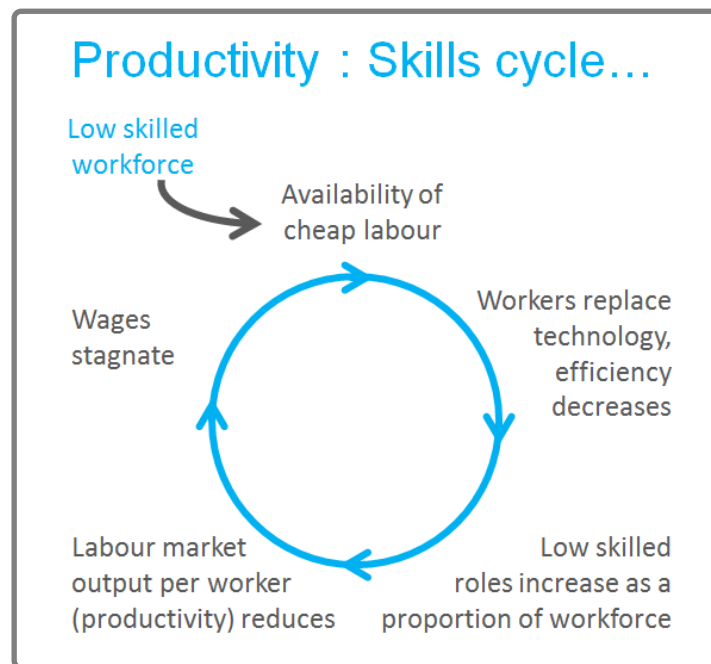 Productivity : Skills cycle...
Low skilled
workforce
Availability of
cheap labour
Workers replace
technology,
efficiency
decreases
Low skilled
roles increase as a
proportion of workforce
Labour market
output per worker
(productivity) reduces
Wages
stagnate